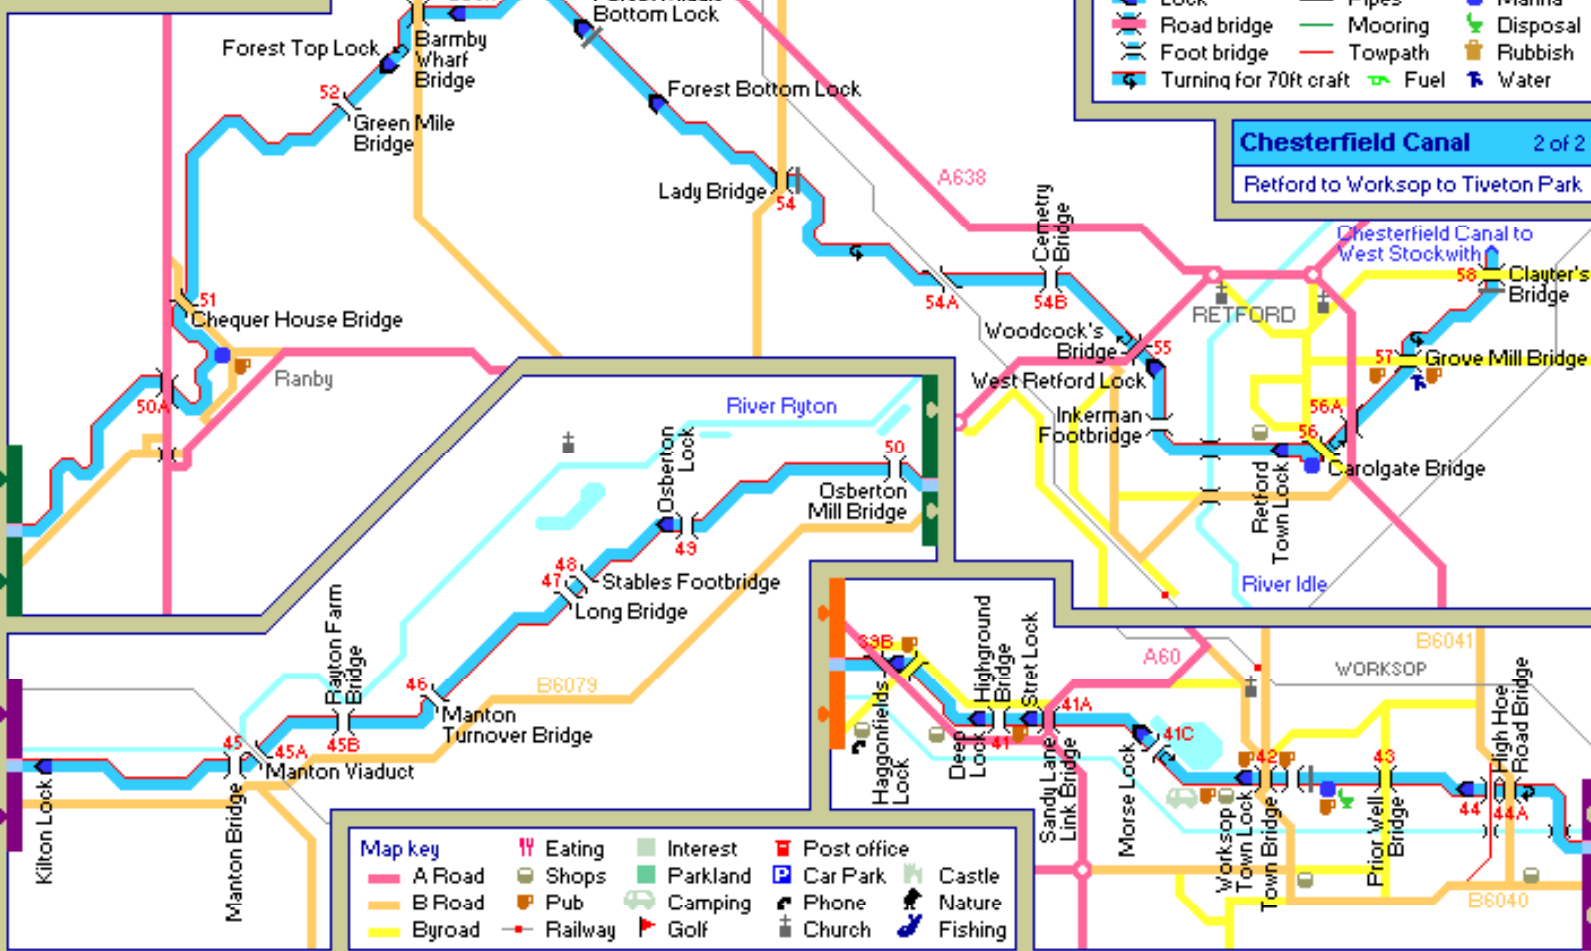 Bottom Lock
Forest Top Lock
Barmby
Wharf
Bridge
52
Green Mile
Bridge
Forest Bottom Lock
Lady Bridge
54
A638
Cemetry
Bridge
54A
54B
51
Chequer House Bridge
Ranby
50A
Woodcock's
Bridge
55
West Retford Lock
Inkerman
Footbridge
RETFORD
Chesterfield Canal to
West Stockwith
58
Clayter's
Bridge
57
Grove Mill Bridge
56A
56
Carolgate Bridge
Retford
Town Lock
River Idle
Lock
Pipes
Marina
Road bridge
Mooring
Disposal
Foot bridge
Towpath
Rubbish
Turning for 70ft craft
Fuel
Water
Chesterfield Canal
2 of 2
Retford to Worksop to Tiveton Park
River Ryton
50
Osberton
Mill Bridge
Osberton
Lock
49
48
47
Stables Footbridge
Long Bridge
Rayton Farm
Bridge
46
B6079
Manton
Turnover Bridge
45
45A
45B
Manton Viaduct
Kilton Lock
Manton Bridge
39B
Haggonfields
Lock
Highground
Bridge
Stret Lock
Deep
Lock
41
41A
Sandy Lane
Link Bridge
A60
41C
Morse Lock
WORKSOP
B6041
42
Worksop
Town Lock
Town Bridge
43
Prior Well
Bridge
High Hoe
Road Bridge
44
44A
B6040
Map key
Eating
Interest
Post office
A Road
Shops
Parkland
Car Park
Castle
B Road
Pub
Camping
Phone
Nature
Byroad
Railway
Golf
Church
Fishing